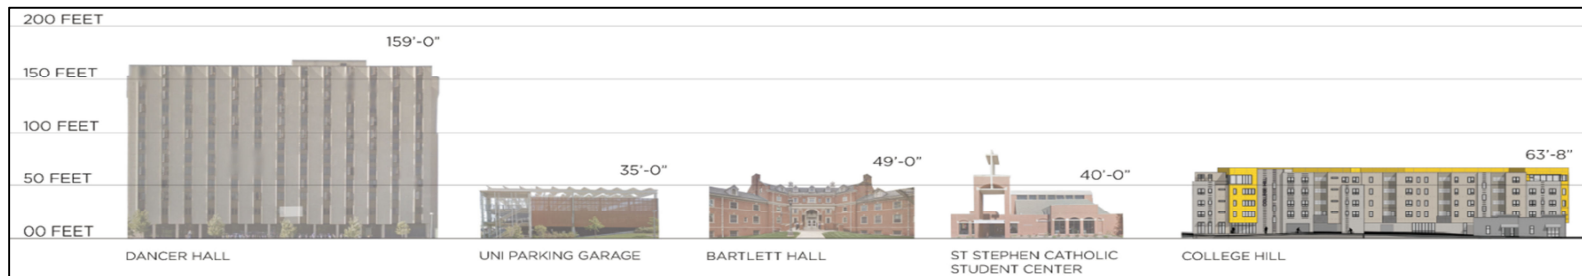 200 FEET
159'-0"
150 FEET
100 FEET
35'-0"
49'-0"
40'-0"
63'-8"
50 FEET
00 FEET
DANCER HALL
UNI PARKING GARAGE
BARTLETT HALL
ST STEPHEN CATHOLIC
STUDENT CENTER
COLLEGE HILL